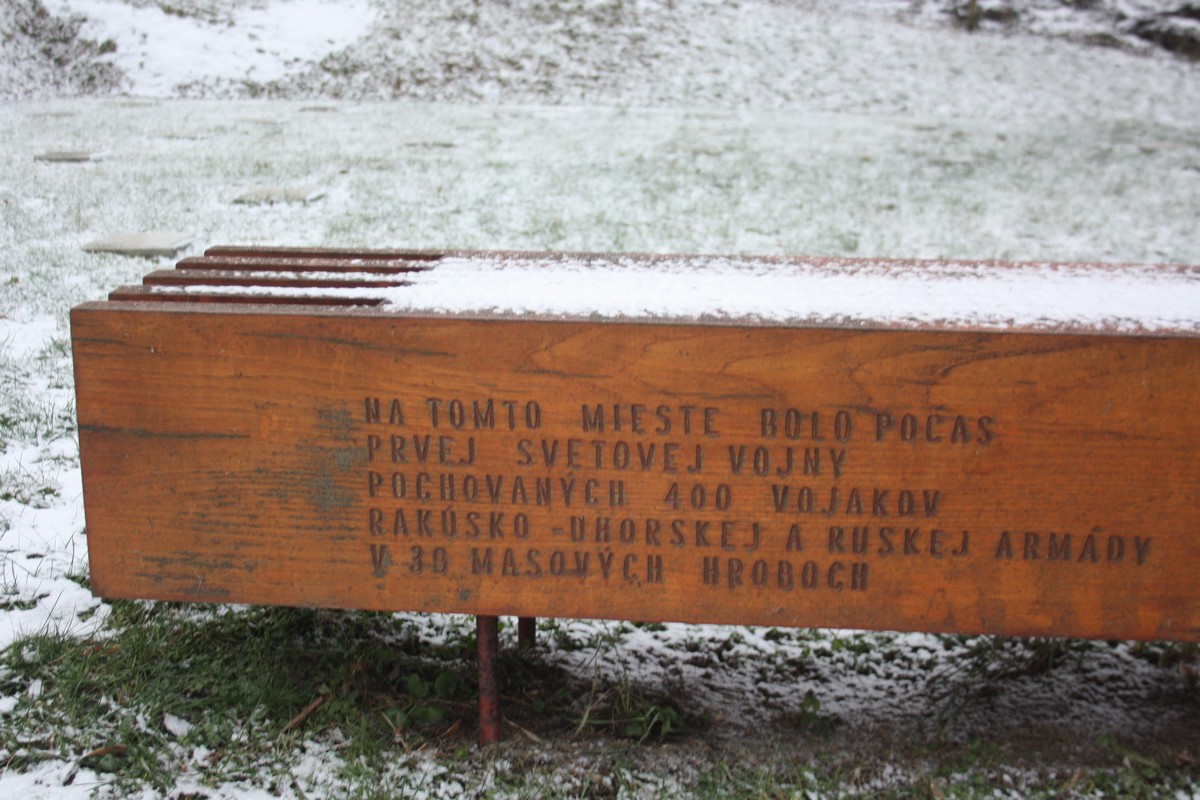 NA TOMTO MIESTE BOLO POČAS
PRVEJ SVETOVEJ VOJNY
POCHOVANÝCH 400 VOJAKOV
RAKÚSKO -UHORSKEJ A RUSKEJ ARMÁDY
V 39 MASOVÝCH HROBOCH